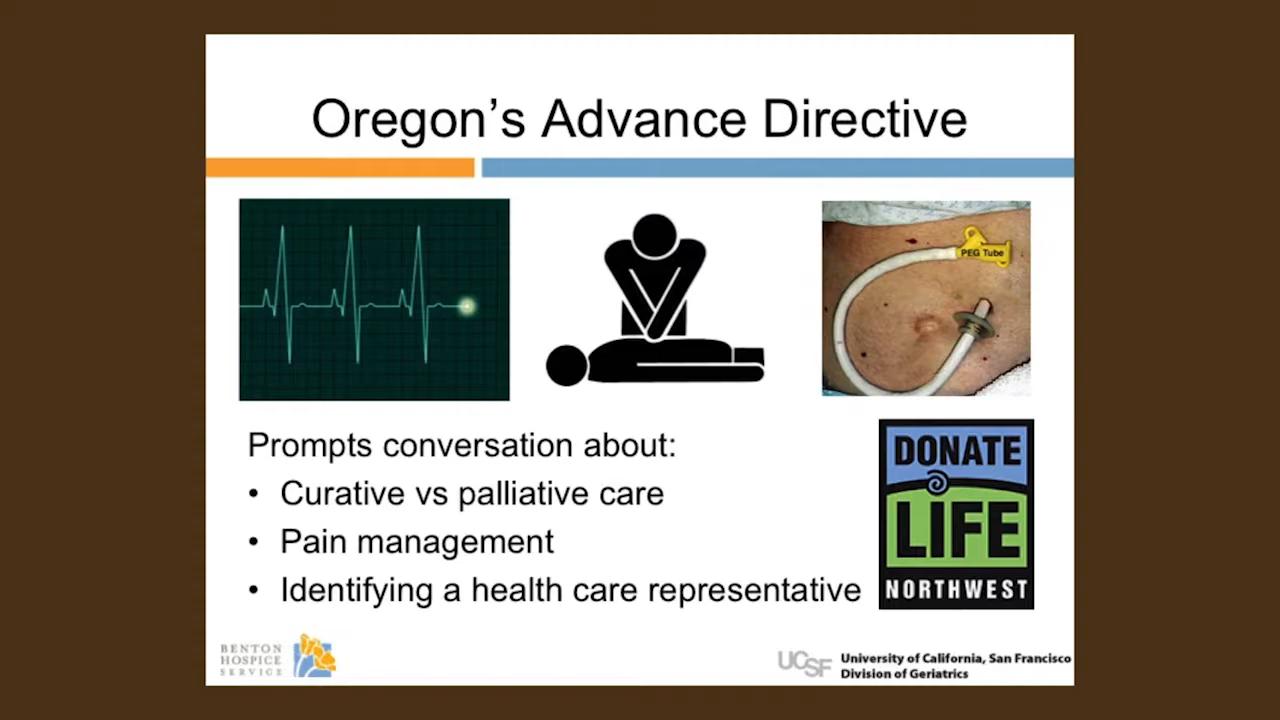 Oregon’s Advance Directive
PEG Tube
Prompts conversation about:
• Curative vs palliative care
• Pain management
• Identifying a health care representative
DONATE
LIFE
NORTHWEST
BENTON
HOSPICE
SERVICE
UCSF
University of California, San Francisco
Division of Geriatrics